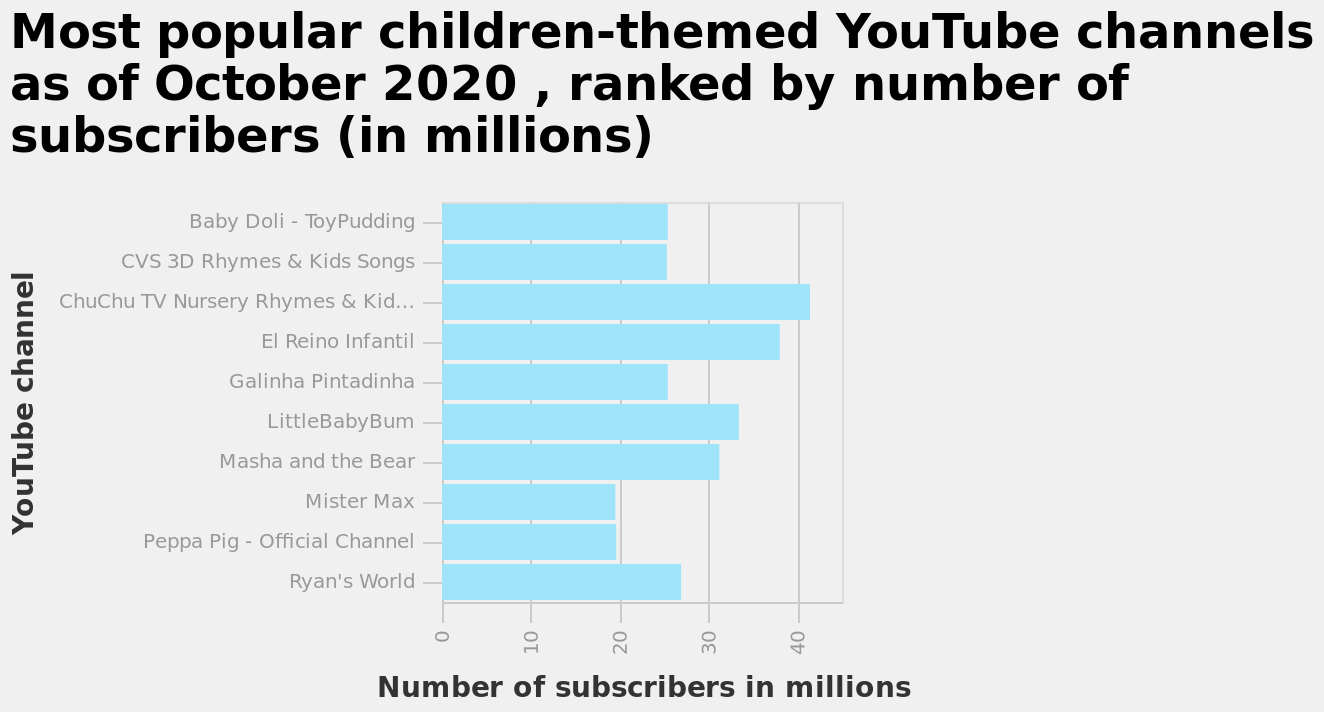 Most popular children-themed YouTube channels
as of October 2020 , ranked by number of
subscribers (in millions)
YouTube channel
Baby Doli - ToyPudding
CVS 3D Rhymes & Kids Songs
ChuChu TV Nursery Rhymes & Kid…
El Reino Infantil
Galinha Pintadinha
LittleBabyBum
Masha and the Bear
Mister Max
Peppa Pig - Official Channel
Ryan's World
0 10 20 30 40
Number of subscribers in millions